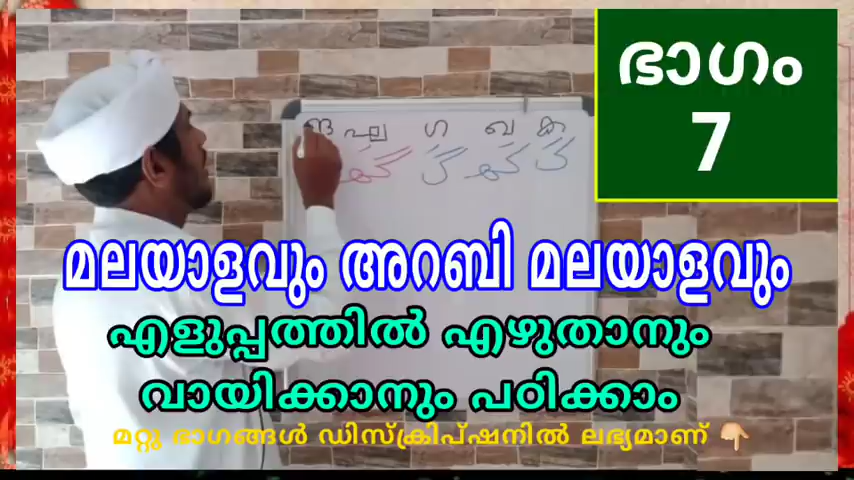 ഭാഗം
7
ങ ഘ ഗ ഖ ക
മലയാളവും അറബി മലയാളവും
എളുപ്പത്തിൽ എഴുതാനും
വായിക്കാനും പഠിക്കാം
മറ്റു ഭാഗങ്ങൾ ഡിസ്ക്രിപ്ഷനിൽ ലഭ്യമാണ് 👇🏻